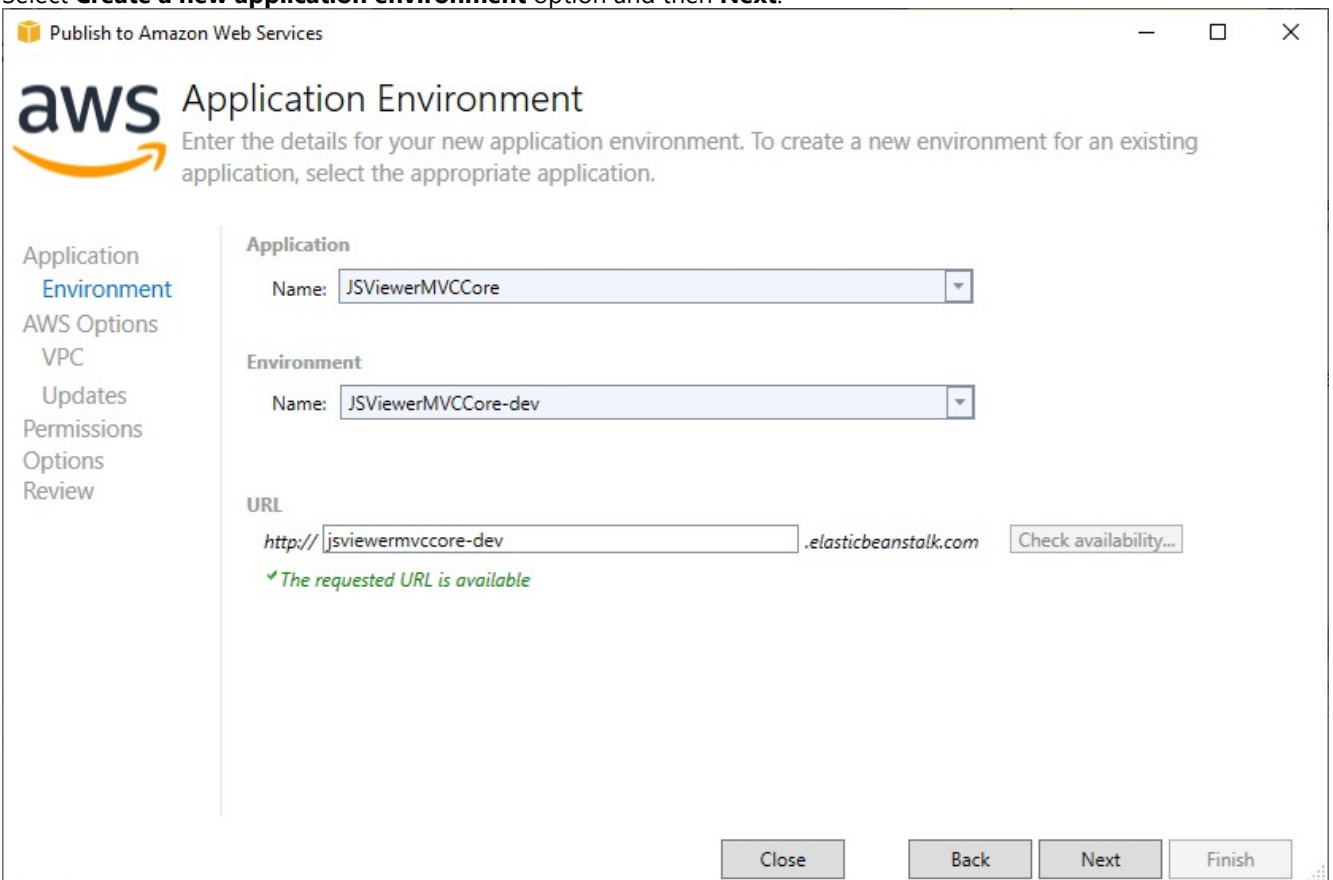 Select Create a new application environment option and then Next.
Publish to Amazon Web Services
aws
Application Environment
Enter the details for your new application environment. To create a new environment for an existing
application, select the appropriate application.
Application
Environment
AWS Options
VPC
Updates
Permissions
Options
Review
Application
Name: JSViewerMVCCore
Environment
Name: JSViewerMVCCore-dev
URL
http:// jsviewermvccore-dev .elasticbeanstalk.com Check availability...
The requested URL is available
Close Back Next Finish